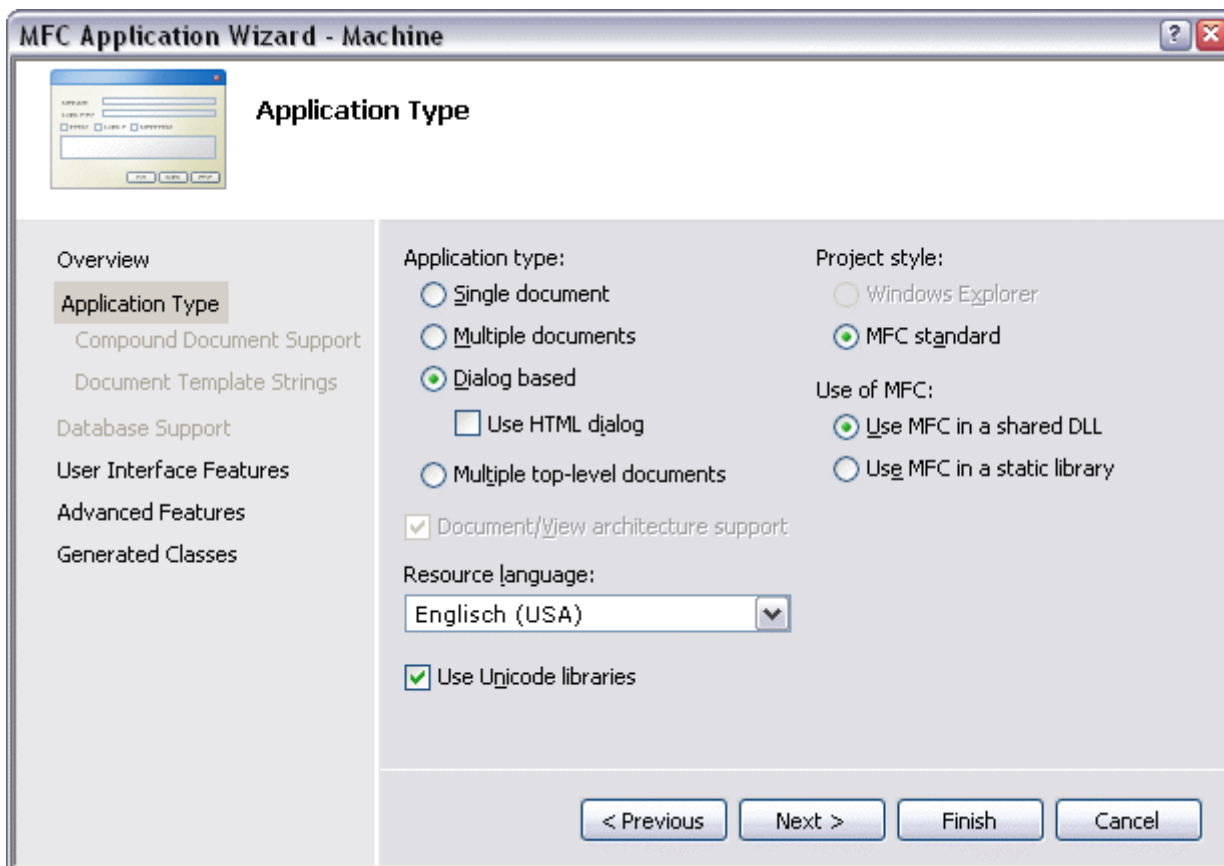 MFC Application Wizard - Machine
Application Type
Overview
Application Type
Compound Document Support
Document Template Strings
Database Support
User Interface Features
Advanced Features
Generated Classes
Application type:
Single document
Multiple documents
Dialog based
Use HTML dialog
Multiple top-level documents
Document/View architecture support
Resource language:
Englisch (USA)
Use Unicode libraries
Project style:
Windows Explorer
MFC standard
Use of MFC:
Use MFC in a shared DLL
Use MFC in a static library
< Previous
Next >
Finish
Cancel